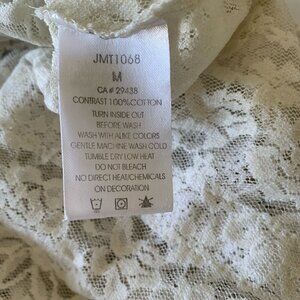 JMT1068
M
CA# 29438
CONTRAST 100%COTTON
TURN INSIDE OUT
BEFORE WASH
WASH WITH ALIKE COLORS
GENTLE MACHINE WASH COLD
TUMBLE DRY LOW HEAT
DO NOT BLEACH
NO DIRECT HEAT/CHEMICALS
ON DECORATION